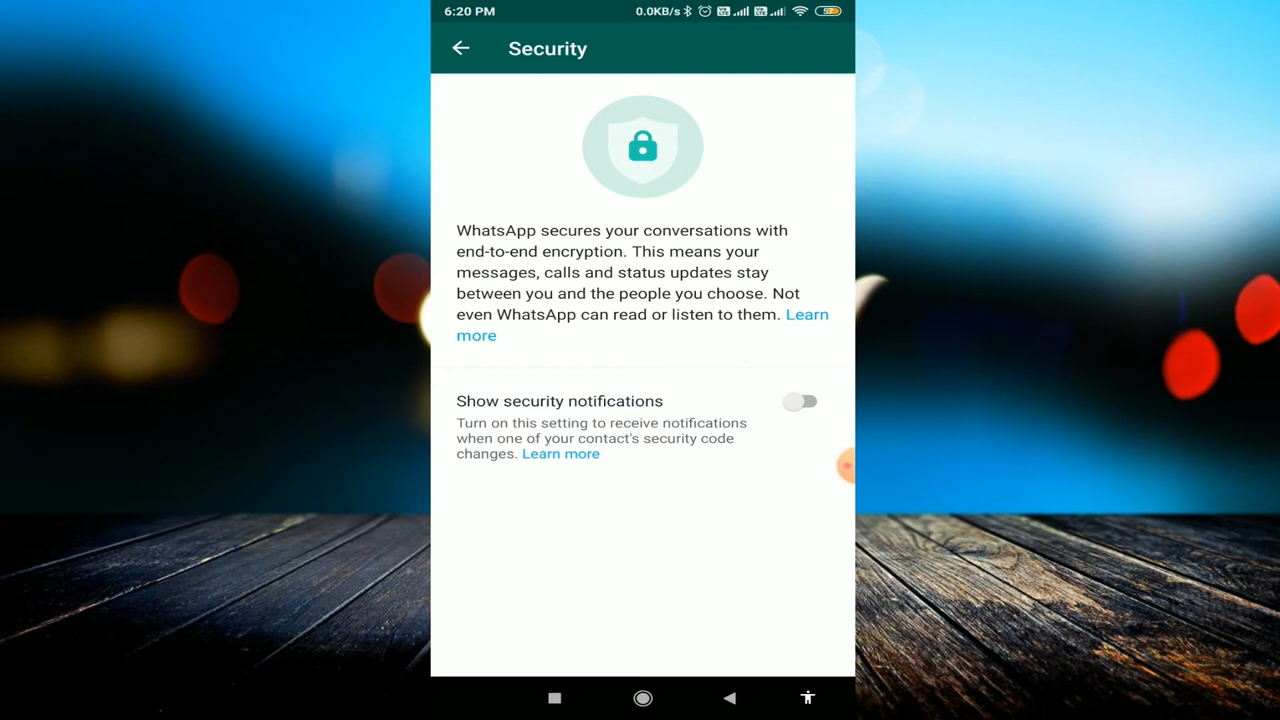 6:20 PM 0.0KB/s 57
Security
WhatsApp secures your conversations with
end-to-end encryption. This means your
messages, calls and status updates stay
between you and the people you choose. Not
even WhatsApp can read or listen to them. Learn
more
Show security notifications
Turn on this setting to receive notifications
when one of your contact's security code
changes. Learn more